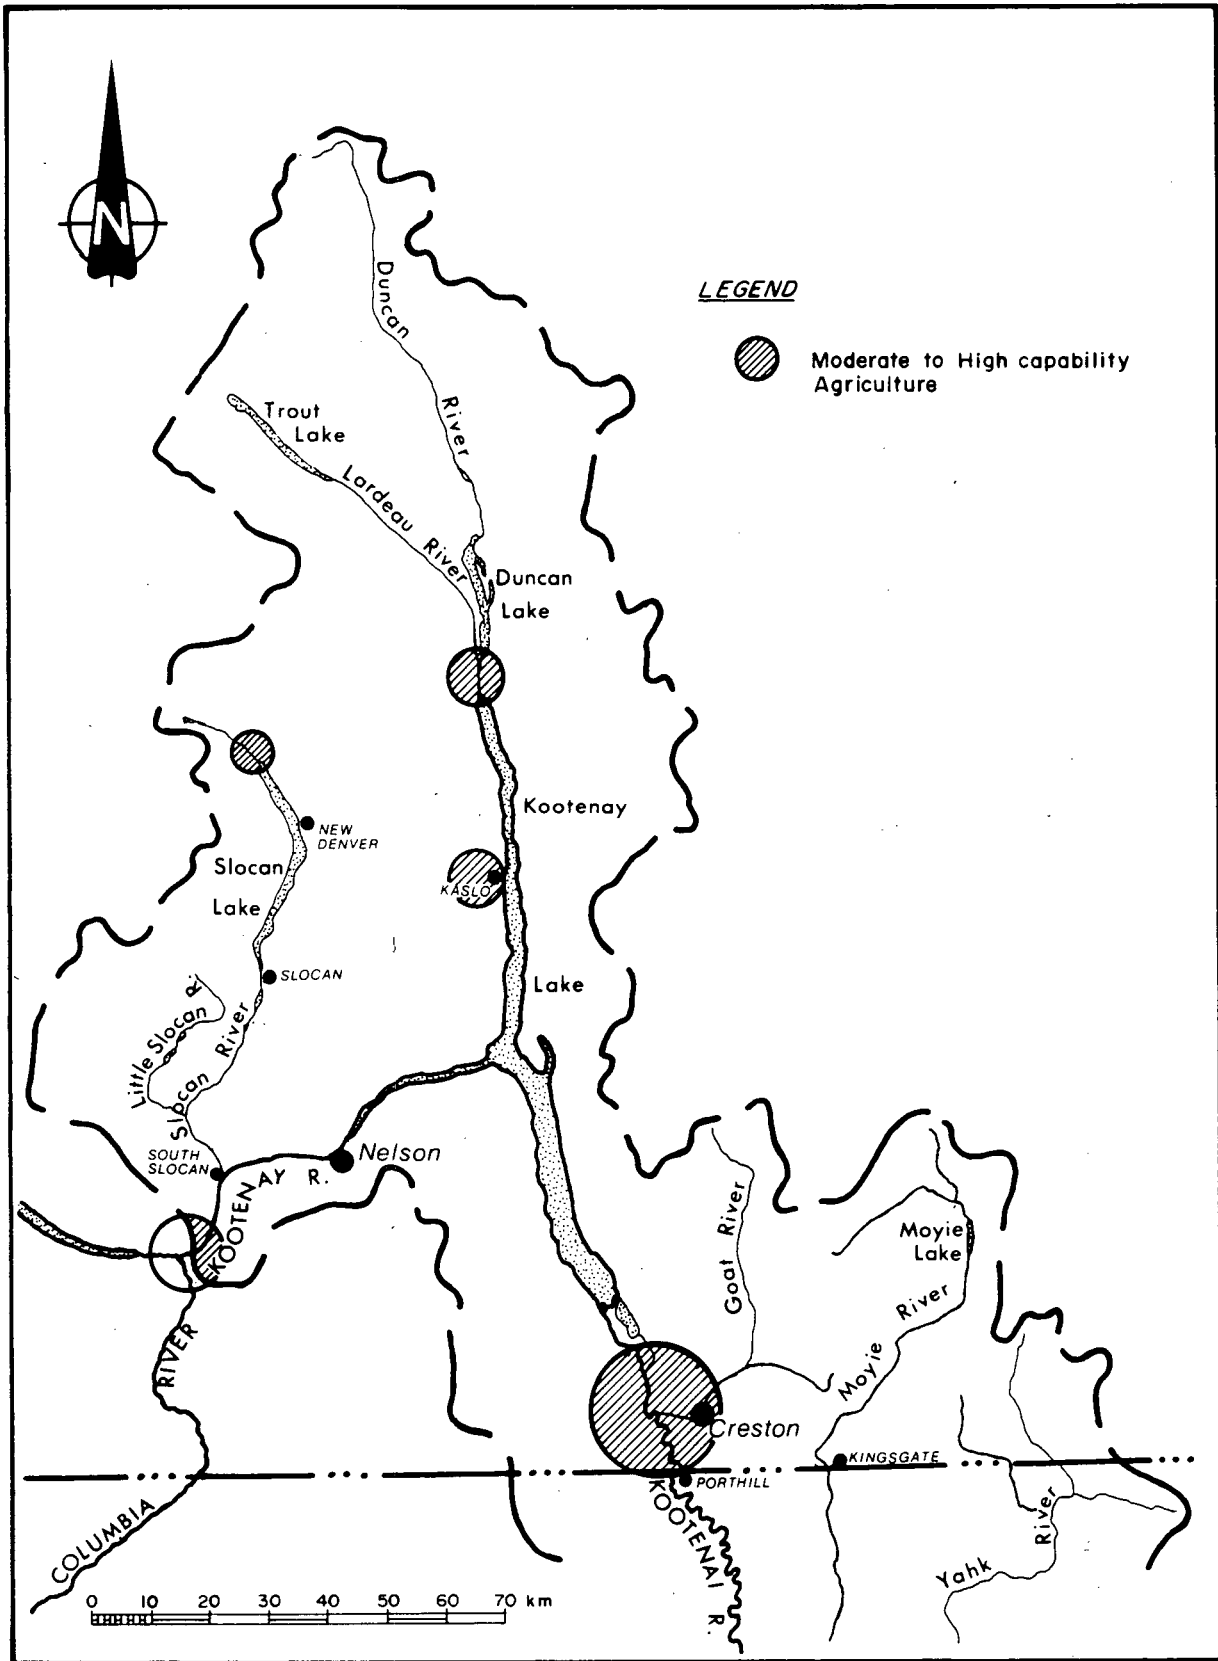 N
LEGEND
Moderate to High capability
Agriculture
Duncan
River
Trout
Lake
Lardeau River
Duncan
Lake
Kootenay
Lake
NEW
DENVER
Slocan
Lake
KASLO
SLOCAN
Little Slocan R.
Slocan River
SOUTH
SLOCAN
Nelson
KOOTENAY R.
Goat River
Moyie
Lake
Moyie River
RIVER
COLUMBIA
Creston
KINGSGATE
PORTHILL
KOOTENAI R.
Yahk River
0 10 20 30 40 50 60 70 km